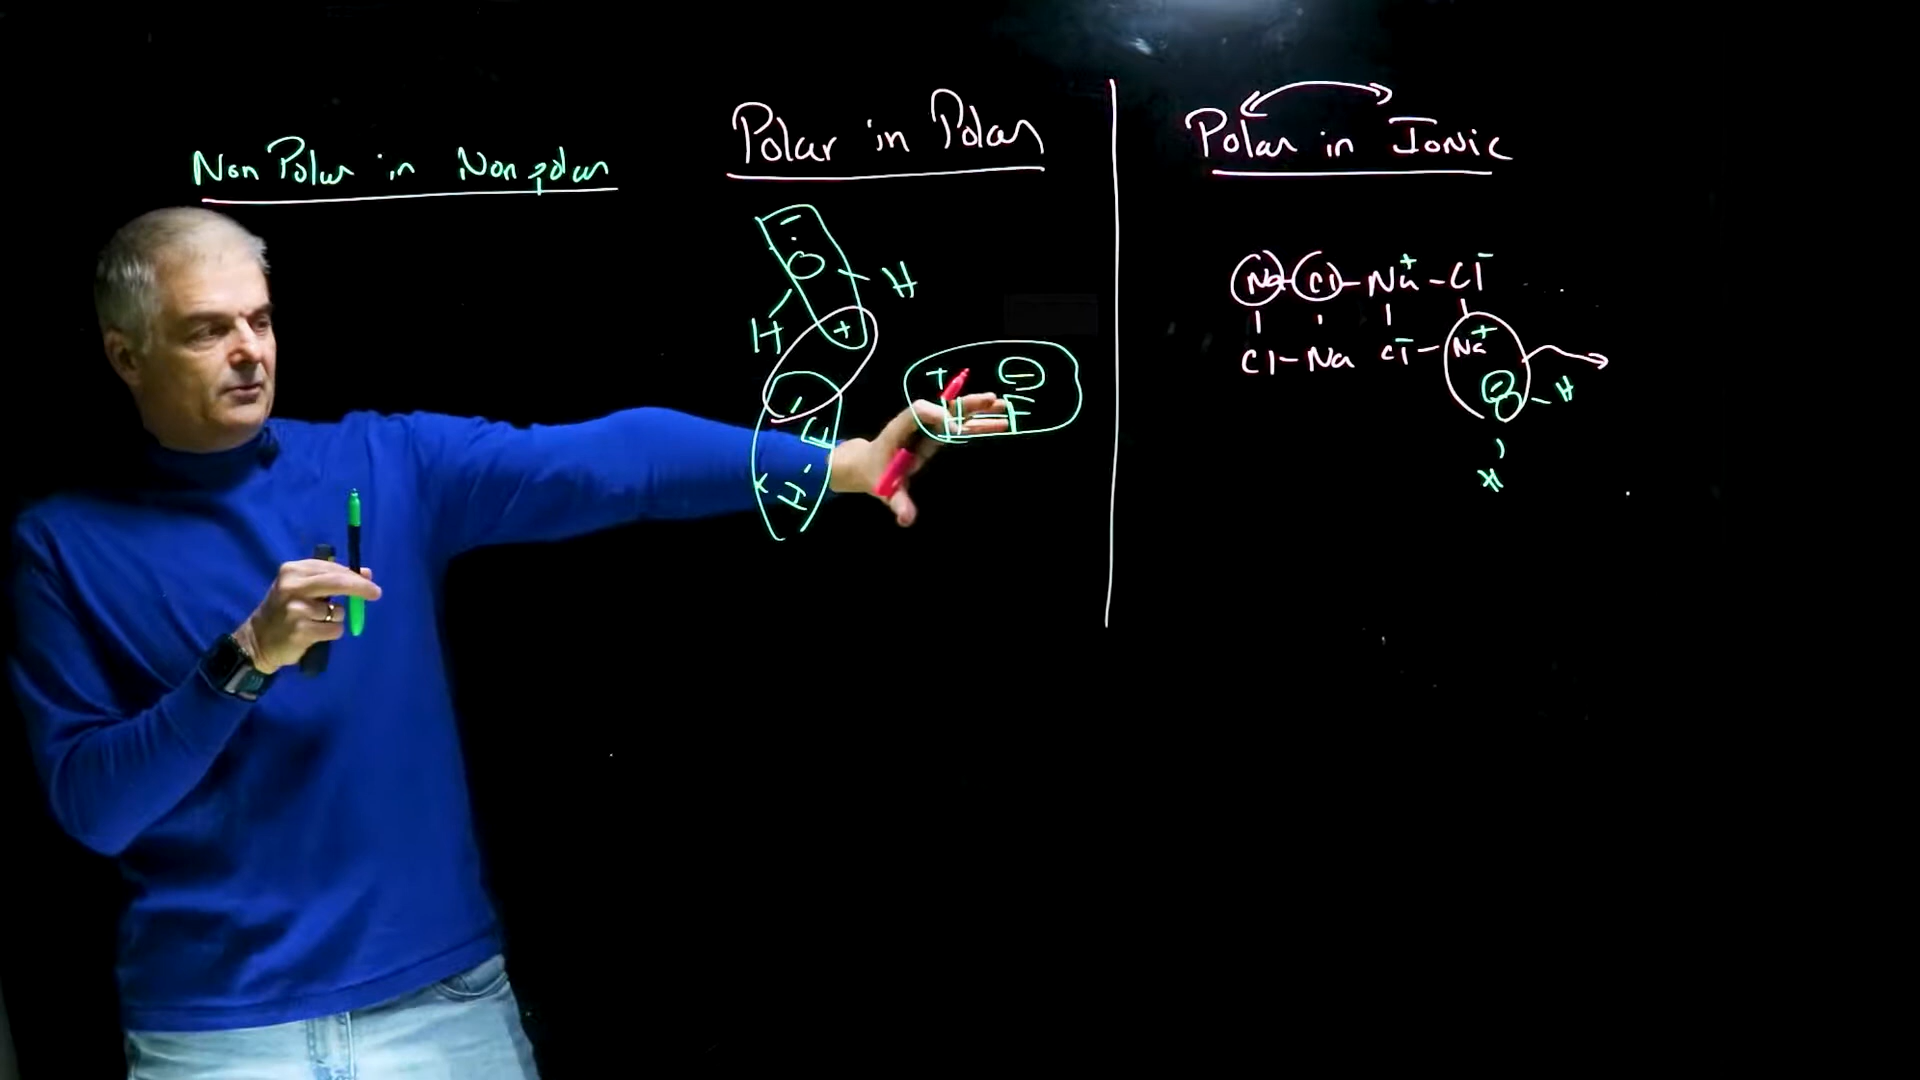 Non Polar in Nonpolar
Polar in Polar
Polar in Ionic
−
O H
H
+
−
F
H
+ −
H F
Na Cl Na⁺ Cl⁻
Cl Na Cl⁻ Na⁺
−
O H
H